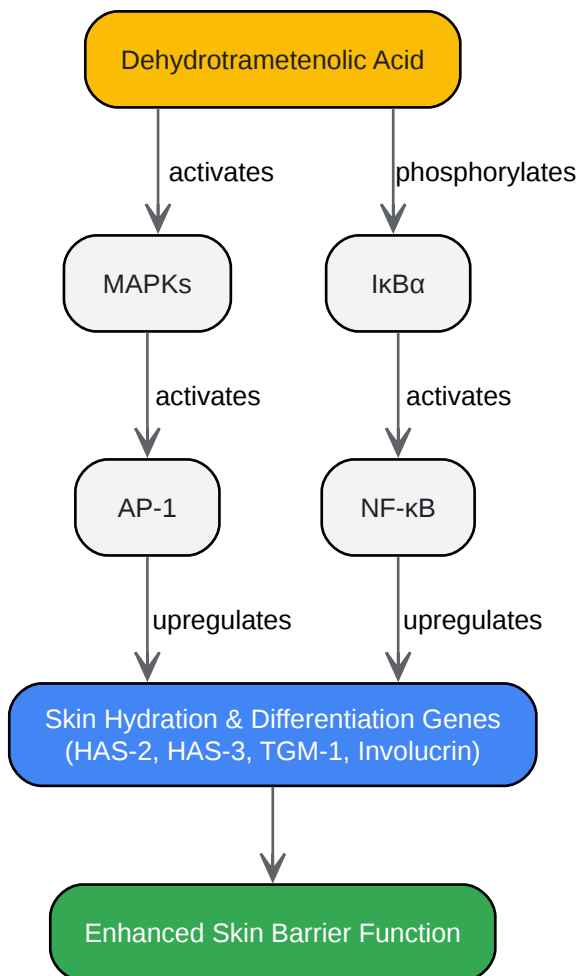 Dehydrotrametenolic Acid
activates
phosphorylates
MAPKs
IκBα
activates
activates
AP-1
NF-κB
upregulates
upregulates
Skin Hydration & Differentiation Genes
(HAS-2, HAS-3, TGM-1, Involucrin)
Enhanced Skin Barrier Function